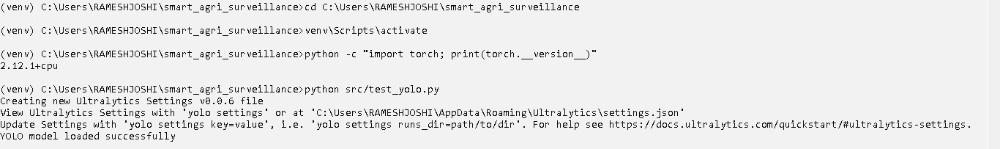 (venv) C:\Users\RAMESHJOSHI\smart_agri_surveillance>cd C:\Users\RAMESHJOSHI\smart_agri_surveillance
(venv) C:\Users\RAMESHJOSHI\smart_agri_surveillance>venv\Scripts\activate
(venv) C:\Users\RAMESHJOSHI\smart_agri_surveillance>python -c "import torch; print(torch.__version__)"
2.12.1+cpu
(venv) C:\Users\RAMESHJOSHI\smart_agri_surveillance>python src/test_yolo.py
Creating new Ultralytics Settings v0.0.6 file
View Ultralytics Settings with 'yolo settings' or at 'C:\Users\RAMESHJOSHI\AppData\Roaming\Ultralytics\settings.json'
Update Settings with 'yolo settings key=value', i.e. 'yolo settings runs_dir=path/to/dir'. For help see https://docs.ultralytics.com/quickstart/#ultralytics-settings.
YOLO model loaded successfully